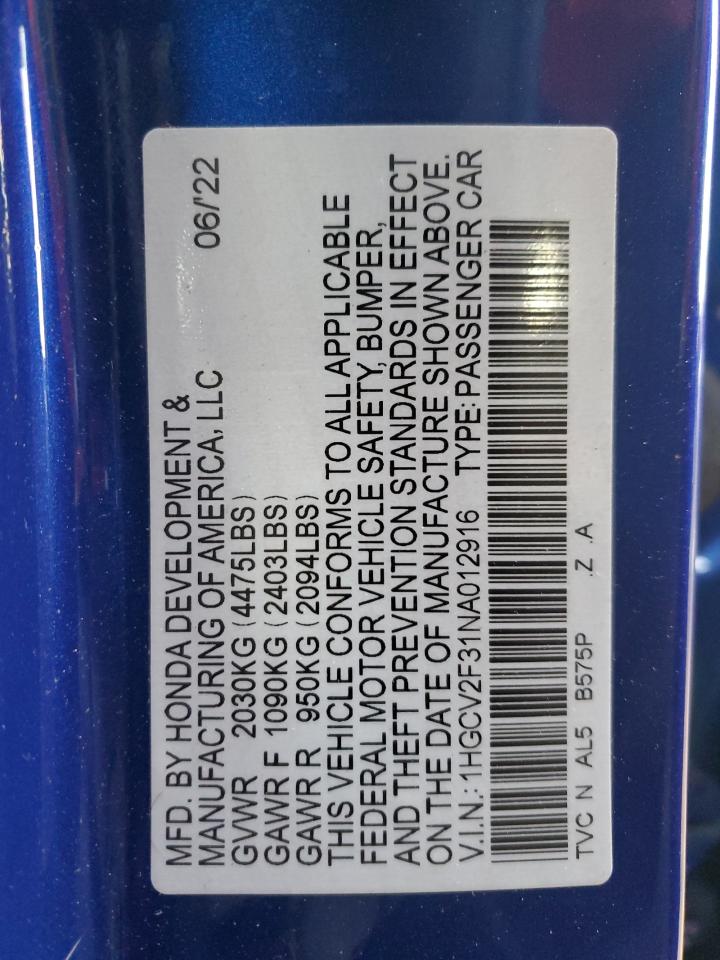 MFD. BY HONDA DEVELOPMENT &
MANUFACTURING OF AMERICA, LLC 06/'22
GVWR 2030KG (4475LBS)
GAWR F 1090KG (2403LBS)
GAWR R 950KG (2094LBS)
THIS VEHICLE CONFORMS TO ALL APPLICABLE
FEDERAL MOTOR VEHICLE SAFETY, BUMPER,
AND THEFT PREVENTION STANDARDS IN EFFECT
ON THE DATE OF MANUFACTURE SHOWN ABOVE.
V.I.N.: 1HGCV2F31NA012916 TYPE: PASSENGER CAR
TVC N AL5 B575P .Z .A